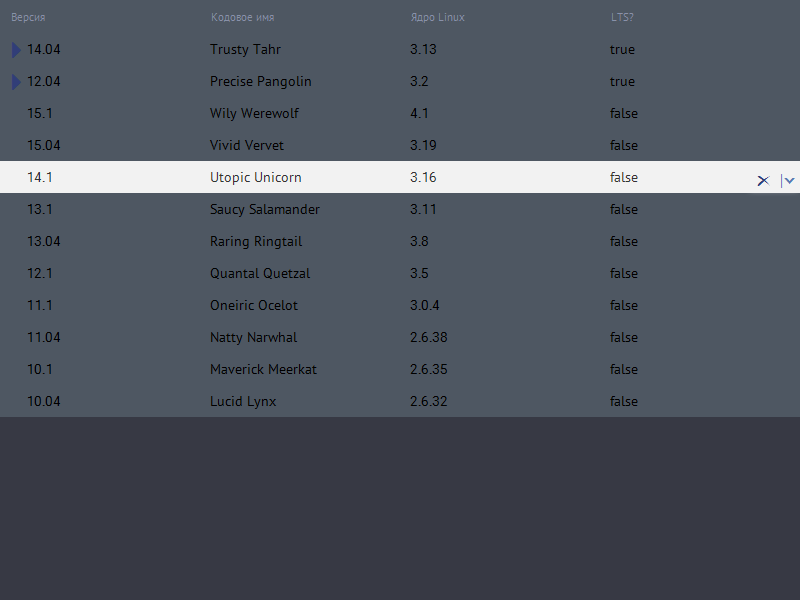 Версия Кодовое имя Ядро Linux LTS?
14.04 Trusty Tahr 3.13 true
12.04 Precise Pangolin 3.2 true
15.1 Wily Werewolf 4.1 false
15.04 Vivid Vervet 3.19 false
14.1 Utopic Unicorn 3.16 false
13.1 Saucy Salamander 3.11 false
13.04 Raring Ringtail 3.8 false
12.1 Quantal Quetzal 3.5 false
11.1 Oneiric Ocelot 3.0.4 false
11.04 Natty Narwhal 2.6.38 false
10.1 Maverick Meerkat 2.6.35 false
10.04 Lucid Lynx 2.6.32 false